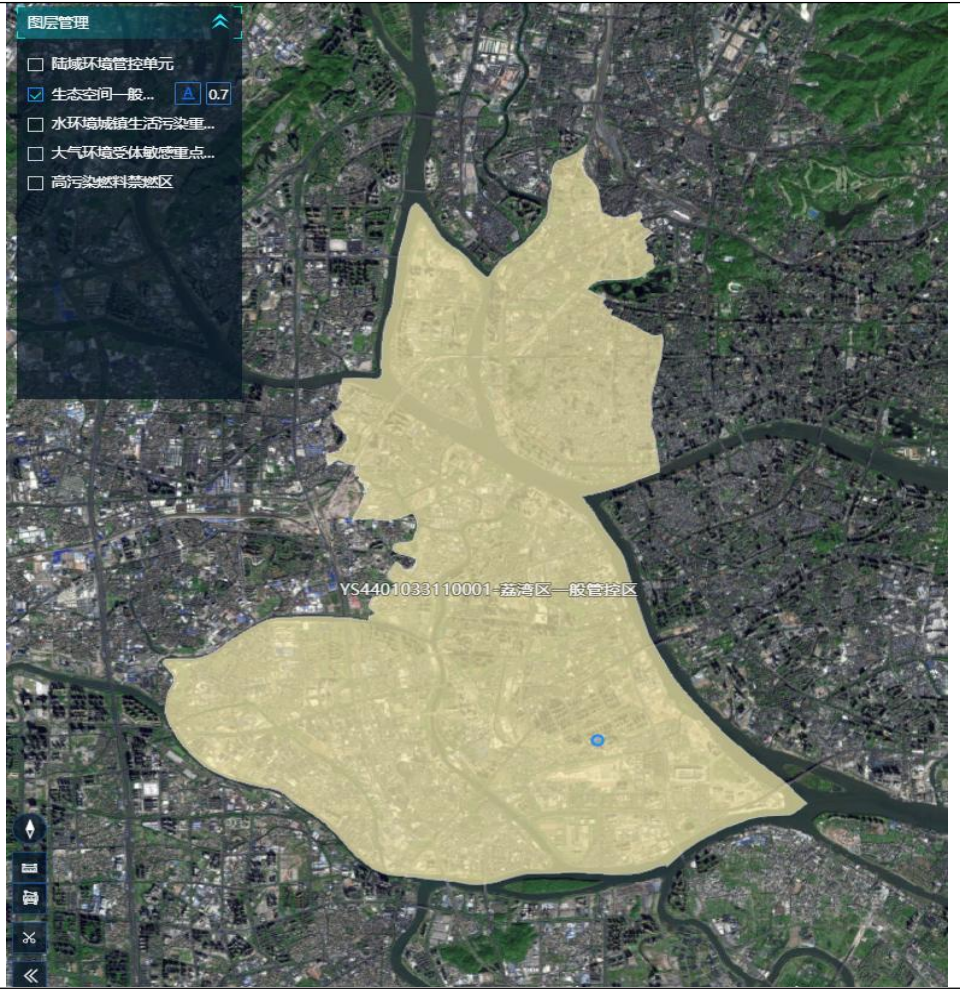 图层管理
陆域环境管控单元
生态空间一般... 0.7
水环境城镇生活污染重...
大气环境受体敏感重点...
高污染燃料禁燃区
YS4401033110001-荔湾区一般管控区